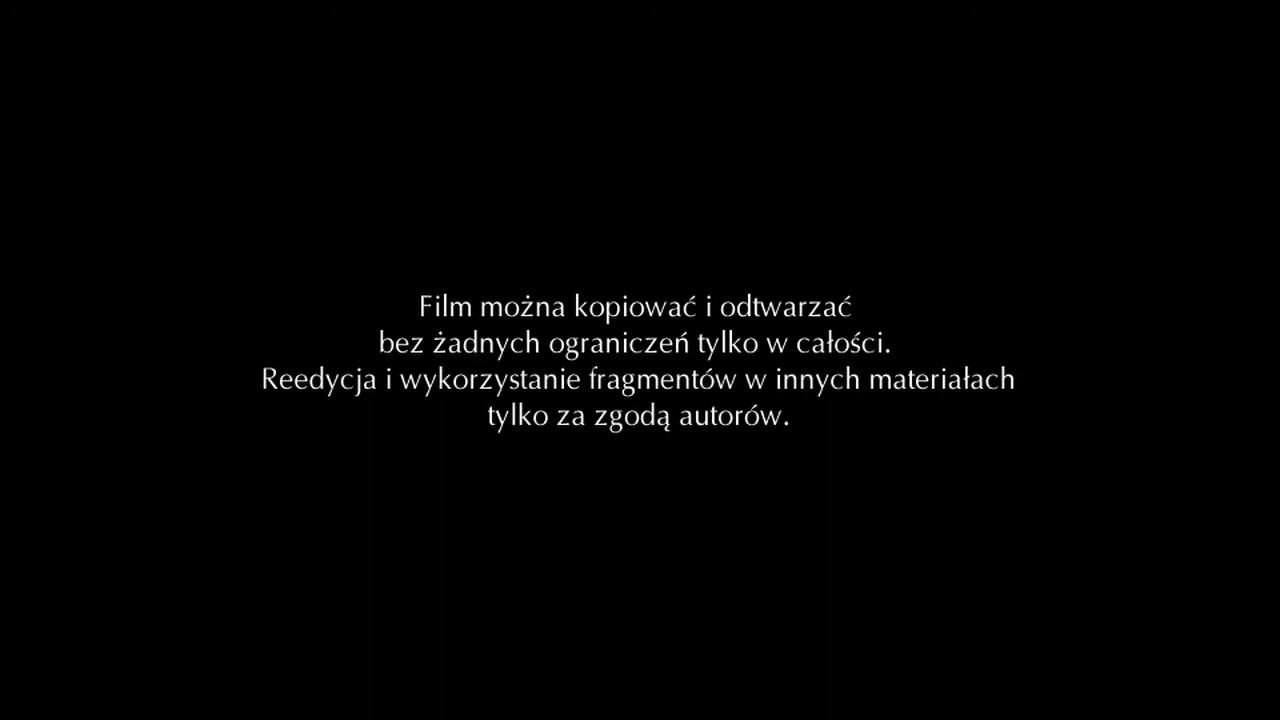 Film można kopiować i odtwarzać
bez żadnych ograniczeń tylko w całości.
Reedycja i wykorzystanie fragmentów w innych materiałach
tylko za zgodą autorów.